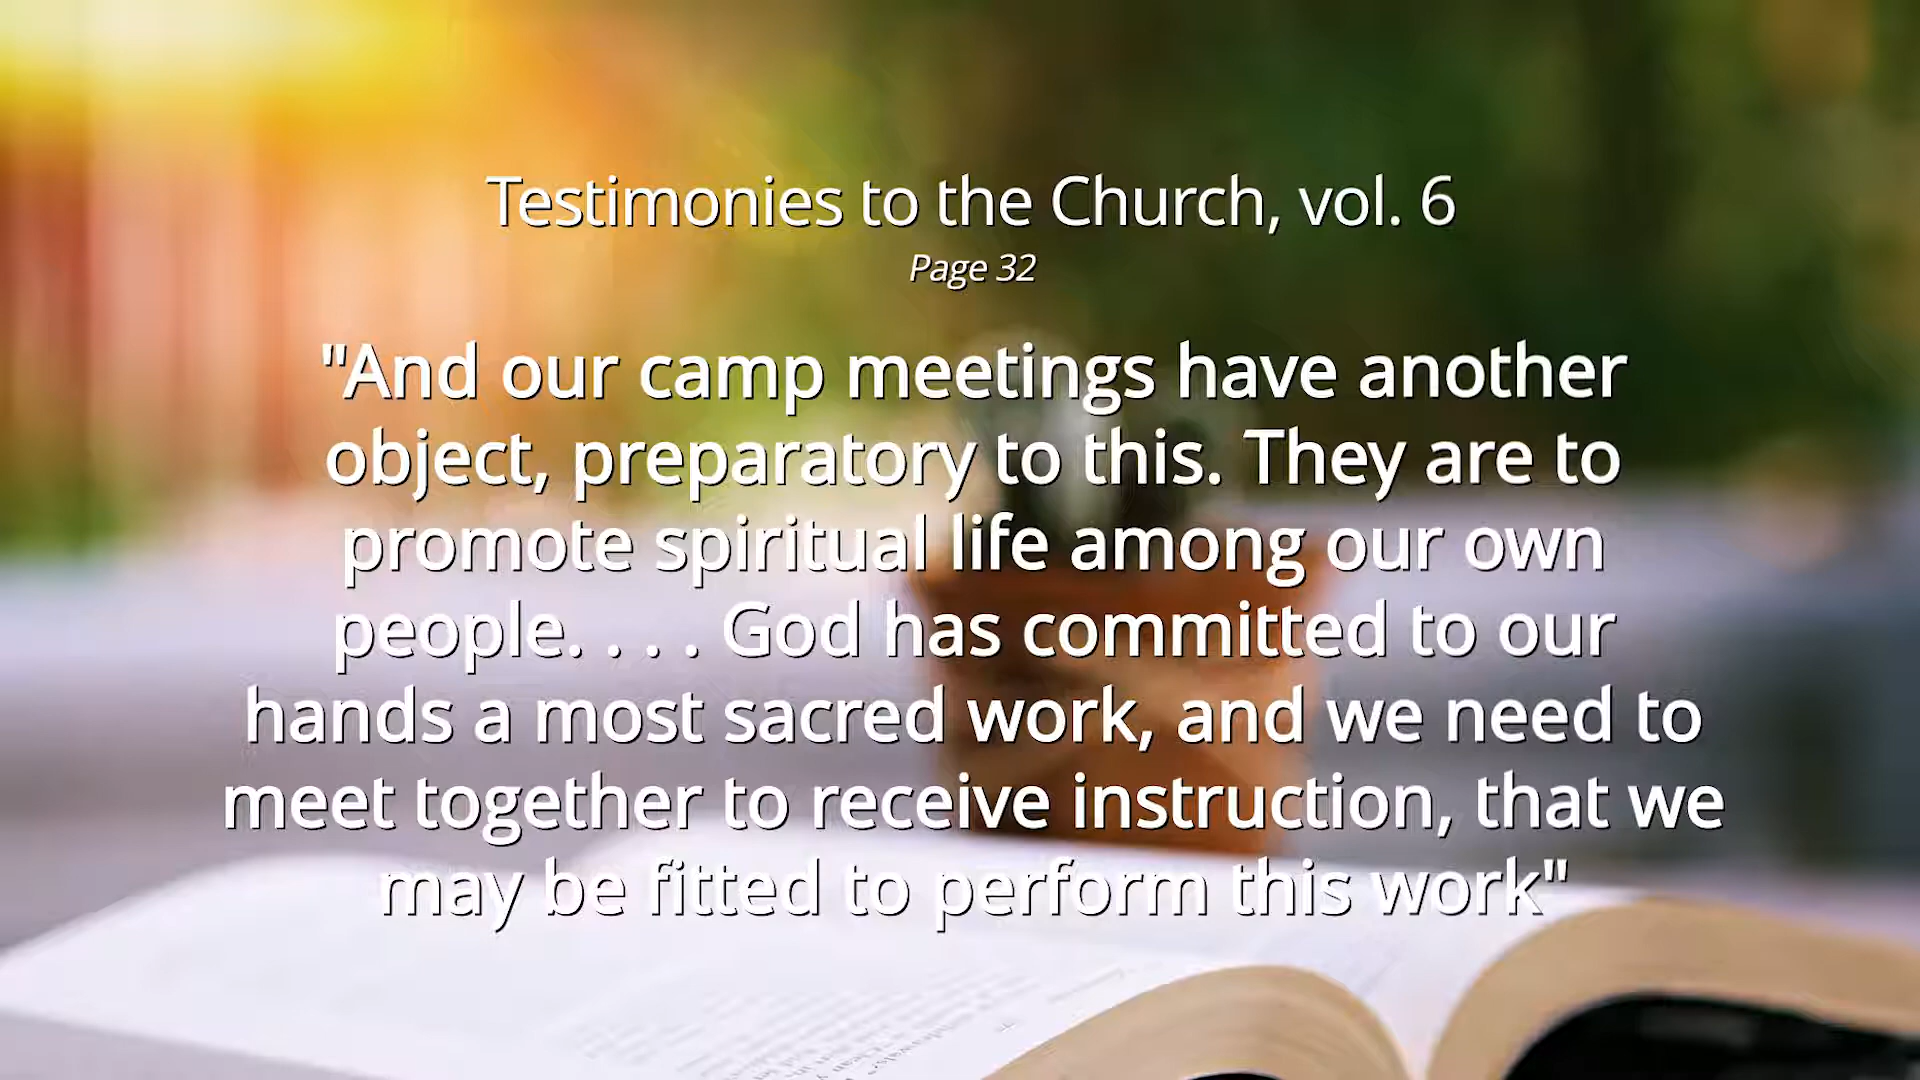 Testimonies to the Church, vol. 6
Page 32
"And our camp meetings have another
object, preparatory to this. They are to
promote spiritual life among our own
people. . . . God has committed to our
hands a most sacred work, and we need to
meet together to receive instruction, that we
may be fitted to perform this work"